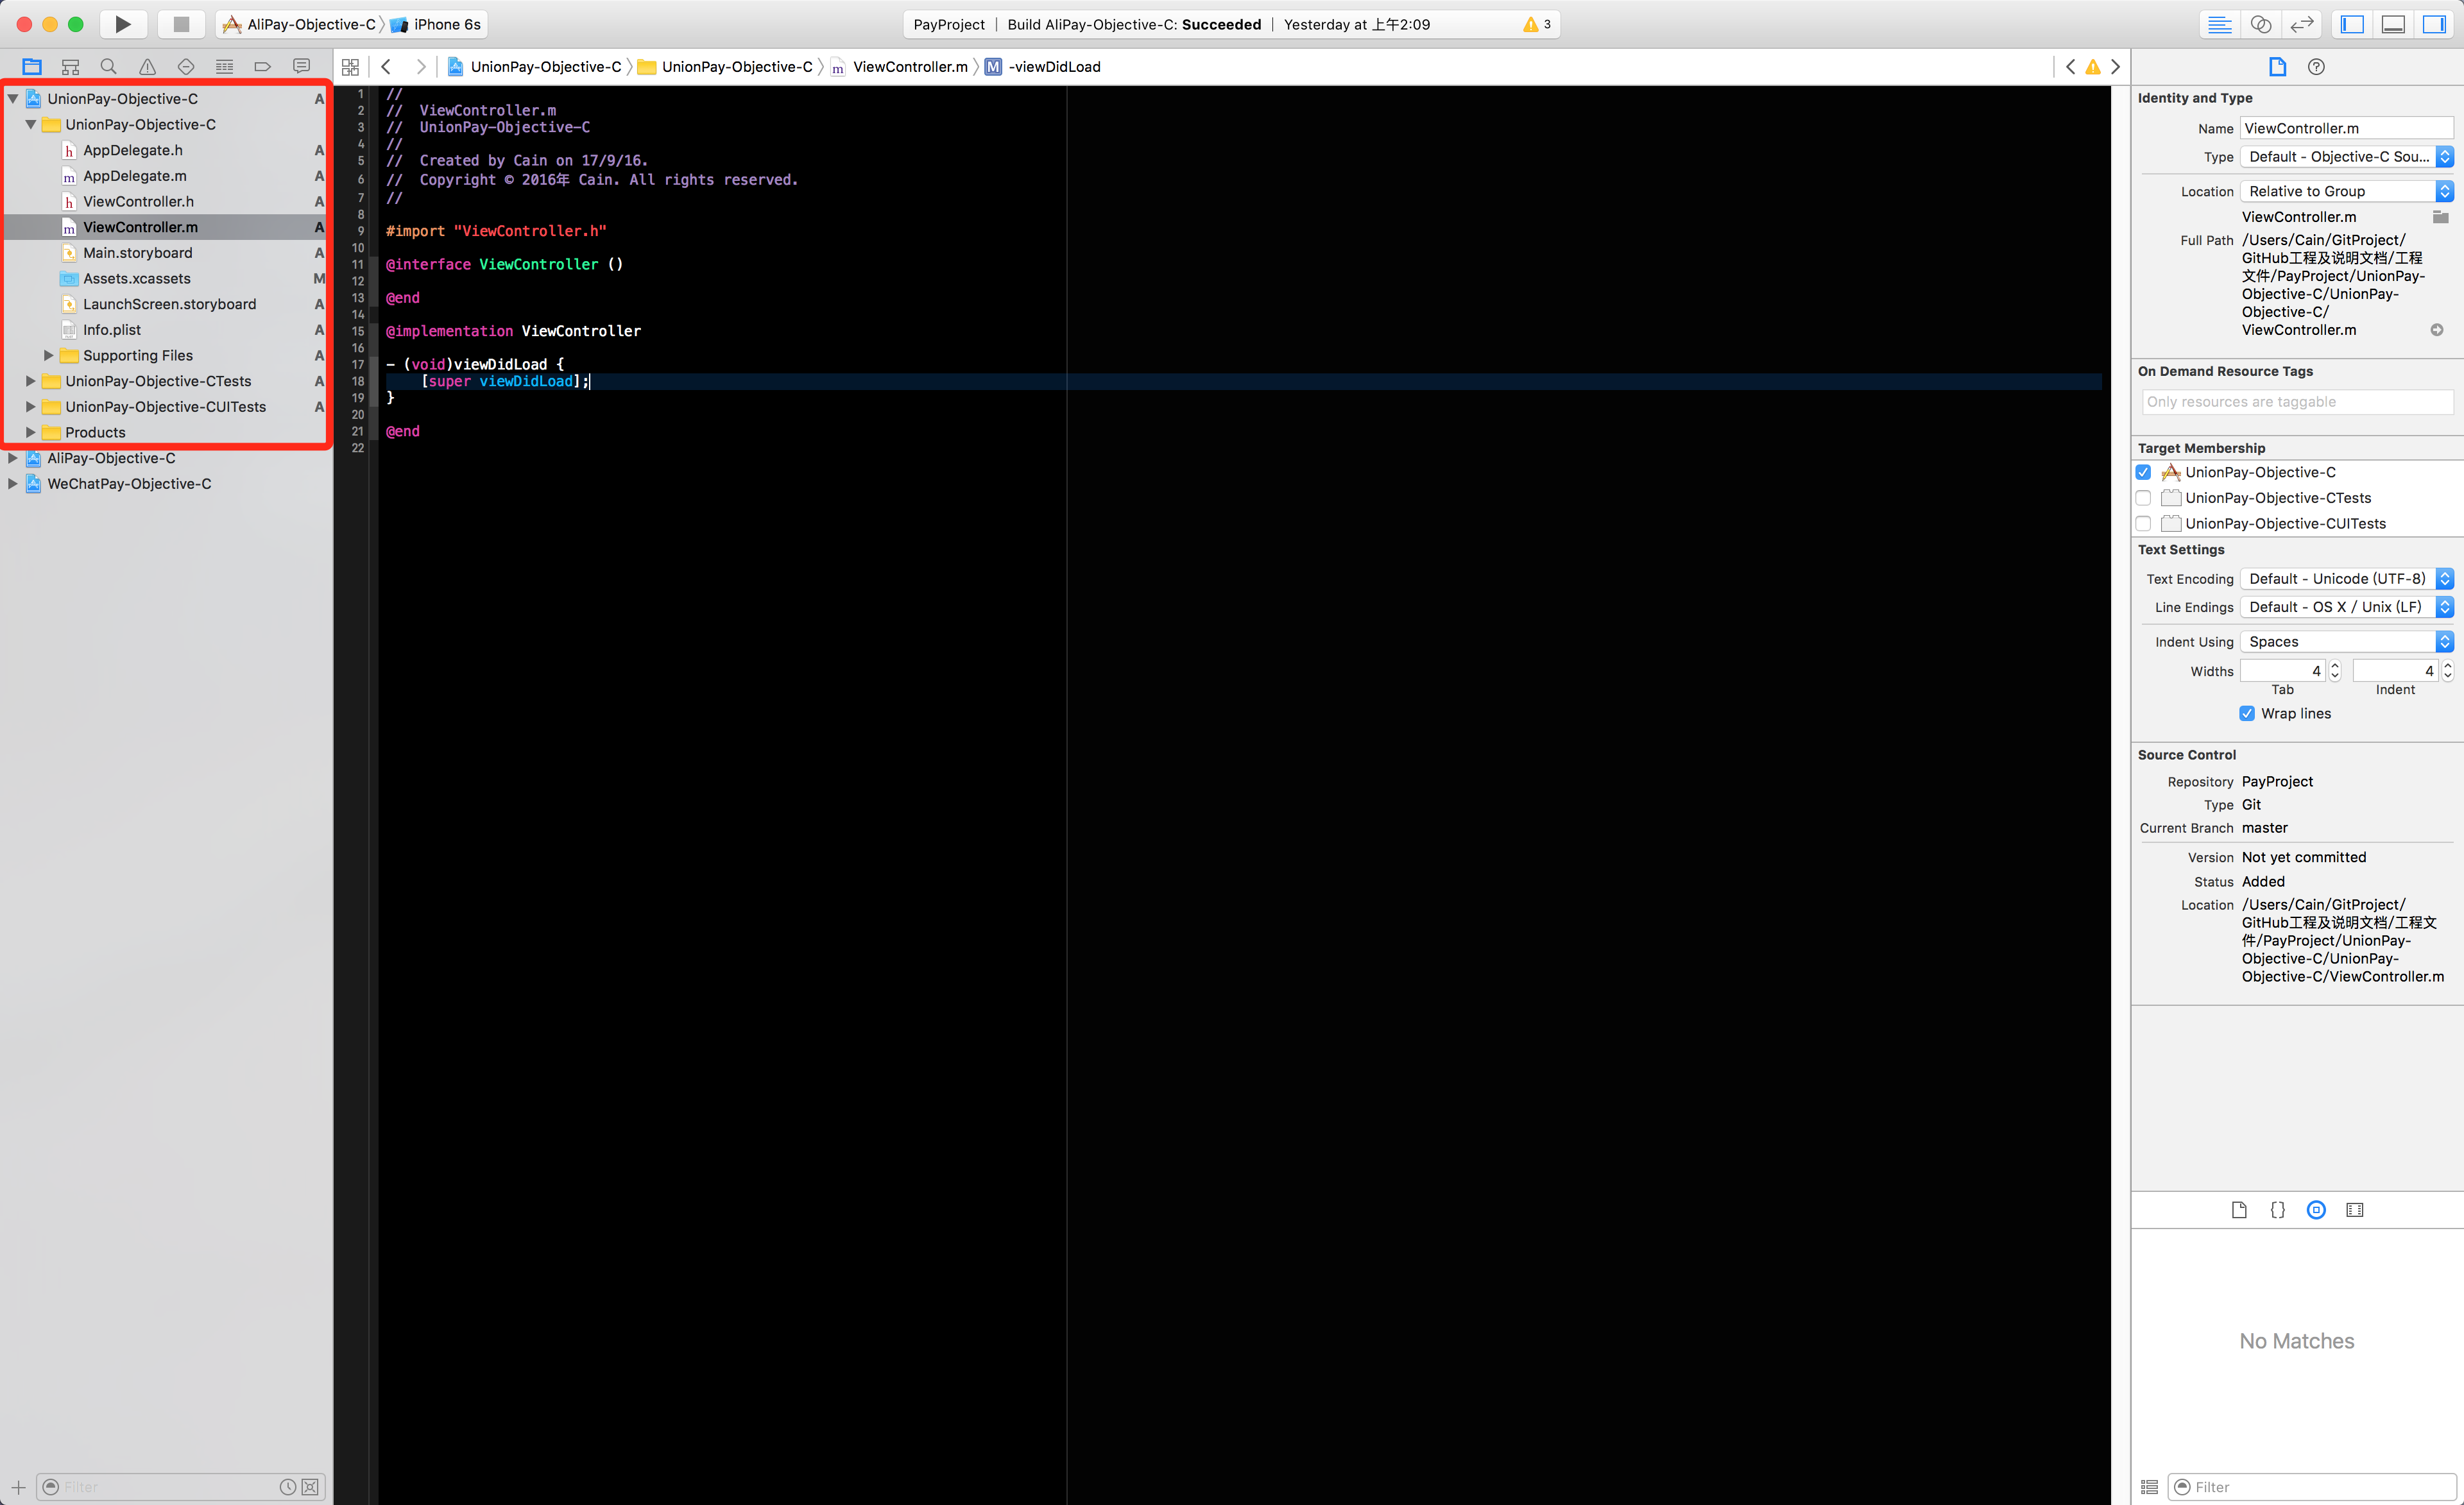 AliPay-Objective-C iPhone 6s
PayProject Build AliPay-Objective-C: Succeeded Yesterday at 上午2:09 3
UnionPay-Objective-C UnionPay-Objective-C ViewController.m M -viewDidLoad
UnionPay-Objective-C A
UnionPay-Objective-C
h AppDelegate.h A
m AppDelegate.m A
h ViewController.h A
m ViewController.m A
Main.storyboard A
Assets.xcassets M
LaunchScreen.storyboard A
Info.plist A
Supporting Files A
UnionPay-Objective-CTests A
UnionPay-Objective-CUITests A
Products
AliPay-Objective-C
WeChatPay-Objective-C
Filter
1 //
2 //  ViewController.m
3 //  UnionPay-Objective-C
4 //
5 //  Created by Cain on 17/9/16.
6 //  Copyright © 2016年 Cain. All rights reserved.
7 //
8
9 #import "ViewController.h"
10
11 @interface ViewController ()
12
13 @end
14
15 @implementation ViewController
16
17 - (void)viewDidLoad {
18     [super viewDidLoad];
19 }
20
21 @end
22
Identity and Type
Name ViewController.m
Type Default - Objective-C Sou...
Location Relative to Group
ViewController.m
Full Path /Users/Cain/GitProject/
GitHub工程及说明文档/工程
文件/PayProject/UnionPay-
Objective-C/UnionPay-
Objective-C/
ViewController.m
On Demand Resource Tags
Only resources are taggable
Target Membership
UnionPay-Objective-C
UnionPay-Objective-CTests
UnionPay-Objective-CUITests
Text Settings
Text Encoding Default - Unicode (UTF-8)
Line Endings Default - OS X / Unix (LF)
Indent Using Spaces
Widths 4 4
Tab Indent
Wrap lines
Source Control
Repository PayProject
Type Git
Current Branch master
Version Not yet committed
Status Added
Location /Users/Cain/GitProject/
GitHub工程及说明文档/工程文
件/PayProject/UnionPay-
Objective-C/UnionPay-
Objective-C/ViewController.m
{}
No Matches
Filter